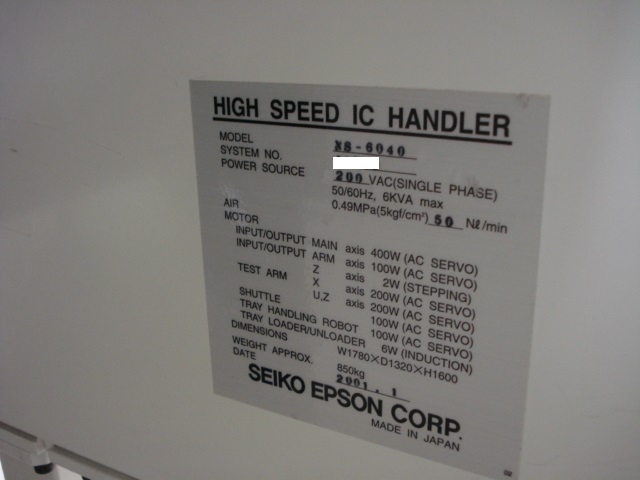 HIGH SPEED IC HANDLER
MODEL NS-6040
SYSTEM NO.
POWER SOURCE 200 VAC(SINGLE PHASE)
50/60Hz, 6KVA max
AIR 0.49MPa(5kgf/cm²) 50 Nℓ/min
MOTOR
INPUT/OUTPUT MAIN axis 400W (AC SERVO)
INPUT/OUTPUT ARM axis 100W (AC SERVO)
Z axis 2W (STEPPING)
TEST ARM X axis 200W (AC SERVO)
U,Z axis 200W (AC SERVO)
SHUTTLE 100W (AC SERVO)
TRAY HANDLING ROBOT 100W (AC SERVO)
TRAY LOADER/UNLOADER 6W (INDUCTION)
DIMENSIONS W1780×D1320×H1600
WEIGHT APPROX. 850kg
DATE 2001. 1
SEIKO EPSON CORP.
MADE IN JAPAN